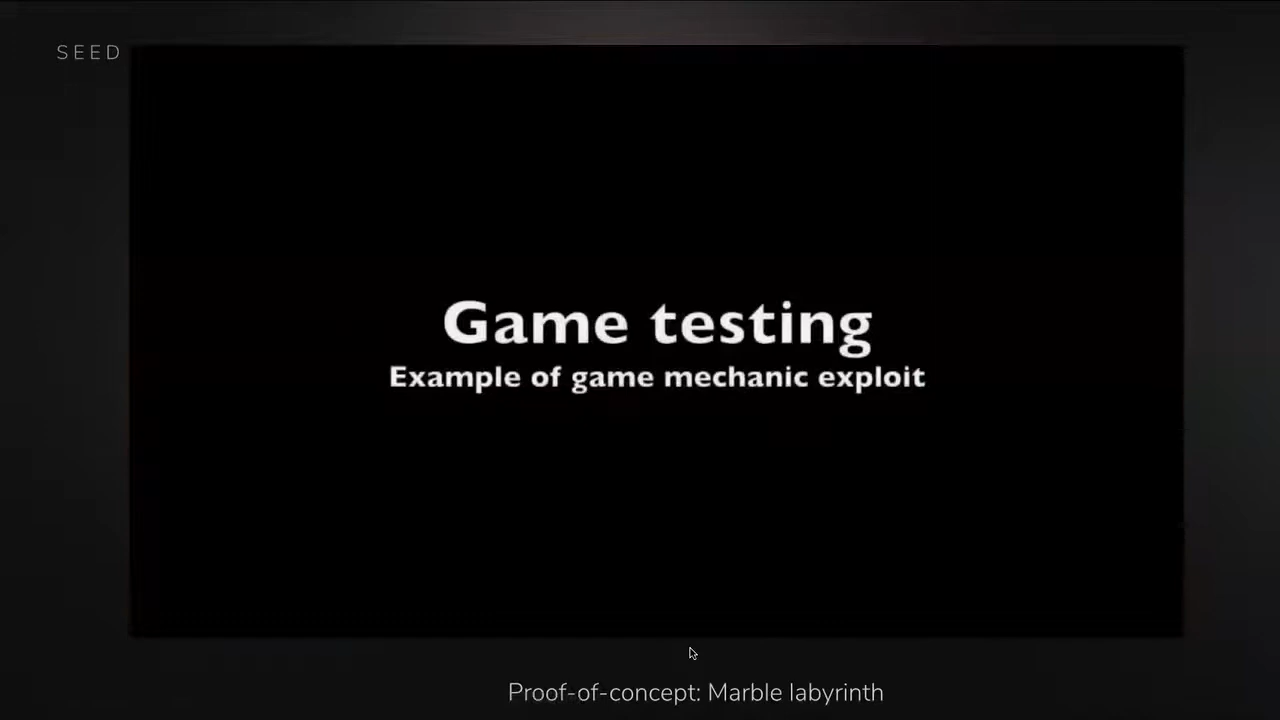 SEED
Game testing
Example of game mechanic exploit
Proof-of-concept: Marble labyrinth